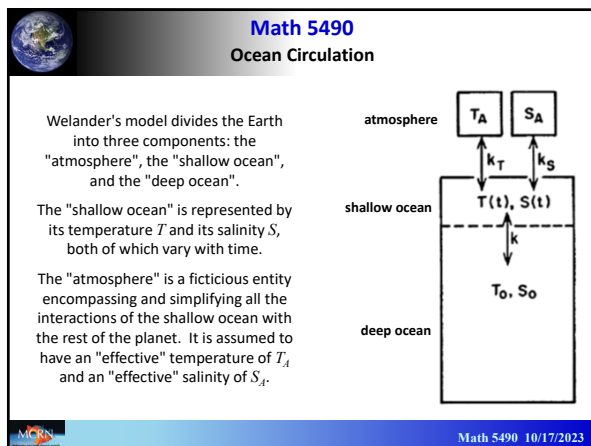 Math 5490
Ocean Circulation
Welander's model divides the Earth
into three components: the
"atmosphere", the "shallow ocean",
and the "deep ocean".
The "shallow ocean" is represented by
its temperature T and its salinity S,
both of which vary with time.
The "atmosphere" is a ficticious entity
encompassing and simplifying all the
interactions of the shallow ocean with
the rest of the planet. It is assumed to
have an "effective" temperature of T_A
and an "effective" salinity of S_A.
atmosphere
T_A S_A
k_T k_S
shallow ocean
T(t), S(t)
k
T_o, S_o
deep ocean
MCRN
Math 5490 10/17/2023